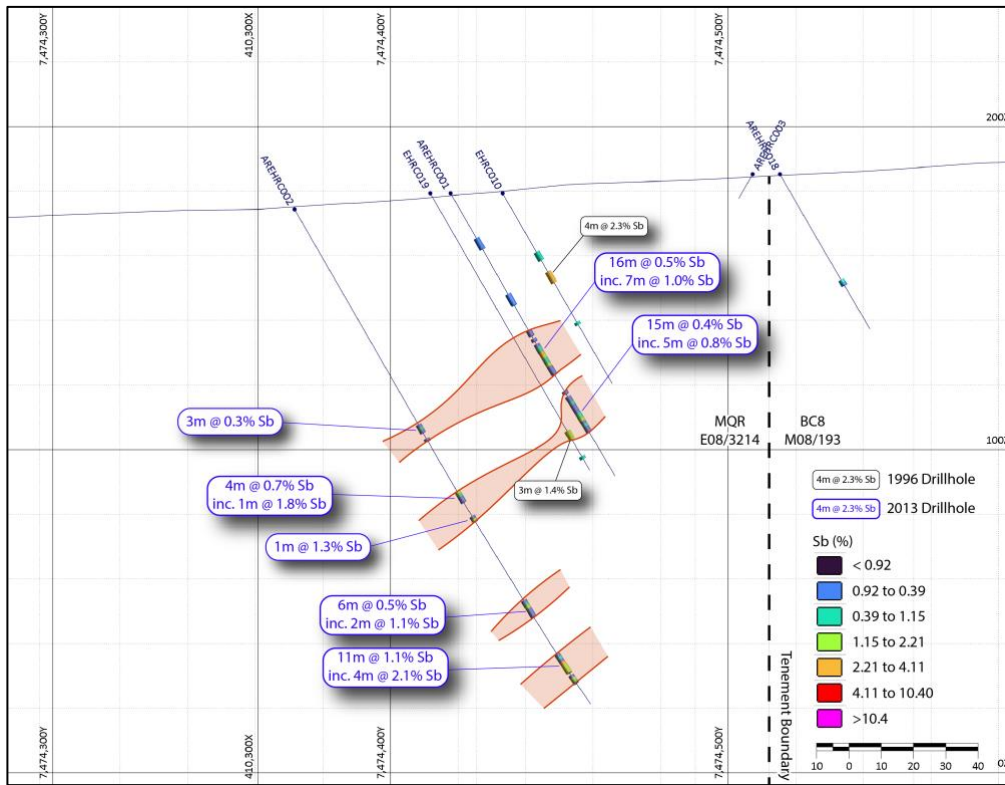 7,474,300Y
410,300X
7,474,400Y
7,474,500Y
200
AREHRC002
EHRC019
AREHRC001
EHRC010
AREHRC003
4m @ 2.3% Sb
16m @ 0.5% Sb
inc. 7m @ 1.0% Sb
15m @ 0.4% Sb
inc. 5m @ 0.8% Sb
3m @ 0.3% Sb
MQR
E08/3214
BC8
M08/193
100Z
4m @ 0.7% Sb
inc. 1m @ 1.8% Sb
3m @ 1.4% Sb
1m @ 1.3% Sb
6m @ 0.5% Sb
inc. 2m @ 1.1% Sb
11m @ 1.1% Sb
inc. 4m @ 2.1% Sb
4m @ 2.3% Sb 1996 Drillhole
4m @ 2.3% Sb 2013 Drillhole
Sb (%)
< 0.92
0.92 to 0.39
0.39 to 1.15
1.15 to 2.21
2.21 to 4.11
4.11 to 10.40
>10.4
Tenement Boundary
10 0 10 20 30 40
7,474,300Y
410,300X
7,474,400Y
7,474,500Y